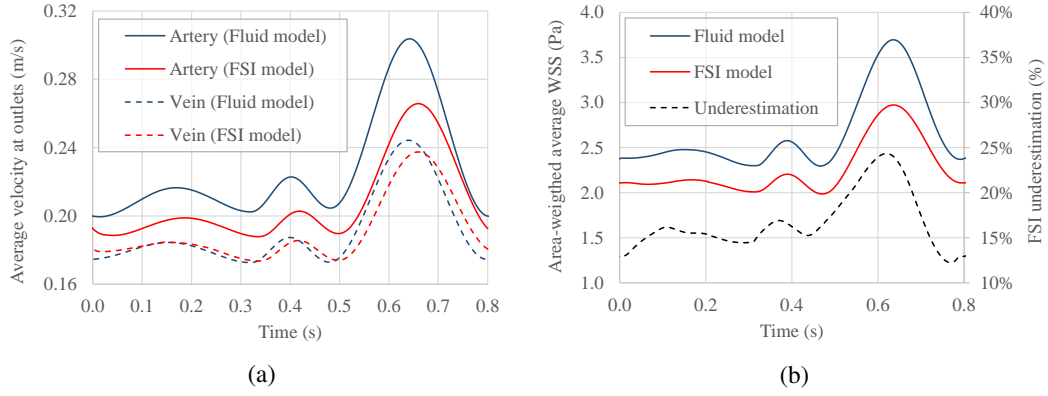 0.32
0.28
0.24
0.20
0.16
Average velocity at outlets (m/s)
Artery (Fluid model)
Artery (FSI model)
Vein (Fluid model)
Vein (FSI model)
0.0 0.1 0.2 0.3 0.4 0.5 0.6 0.7 0.8
Time (s)
(a)
4.0
3.5
3.0
2.5
2.0
1.5
1.0
Area-weigthed average WSS (Pa)
Fluid model
FSI model
Underestimation
40%
35%
30%
25%
20%
15%
10%
FSI underestimation (%)
0.0 0.2 0.4 0.6 0.8
Time (s)
(b)